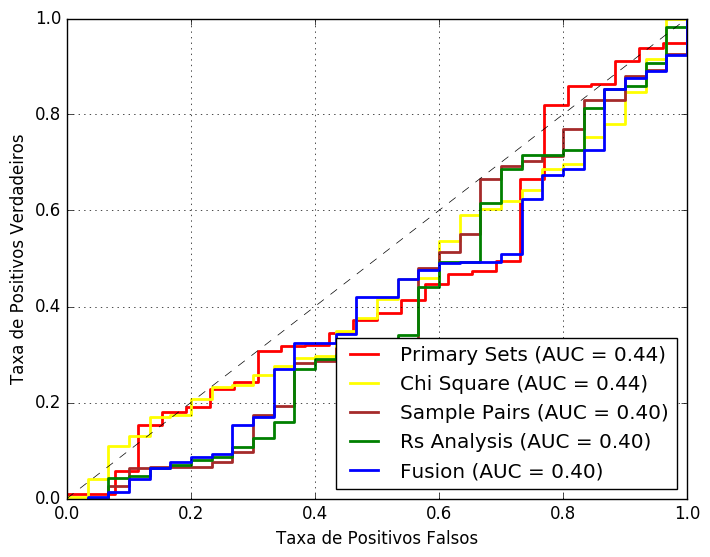 Taxa de Positivos Verdadeiros
1.0
0.8
0.6
0.4
0.2
0.0
Primary Sets (AUC = 0.44)
Chi Square (AUC = 0.44)
Sample Pairs (AUC = 0.40)
Rs Analysis (AUC = 0.40)
Fusion (AUC = 0.40)
0.0 0.2 0.4 0.6 0.8 1.0
Taxa de Positivos Falsos